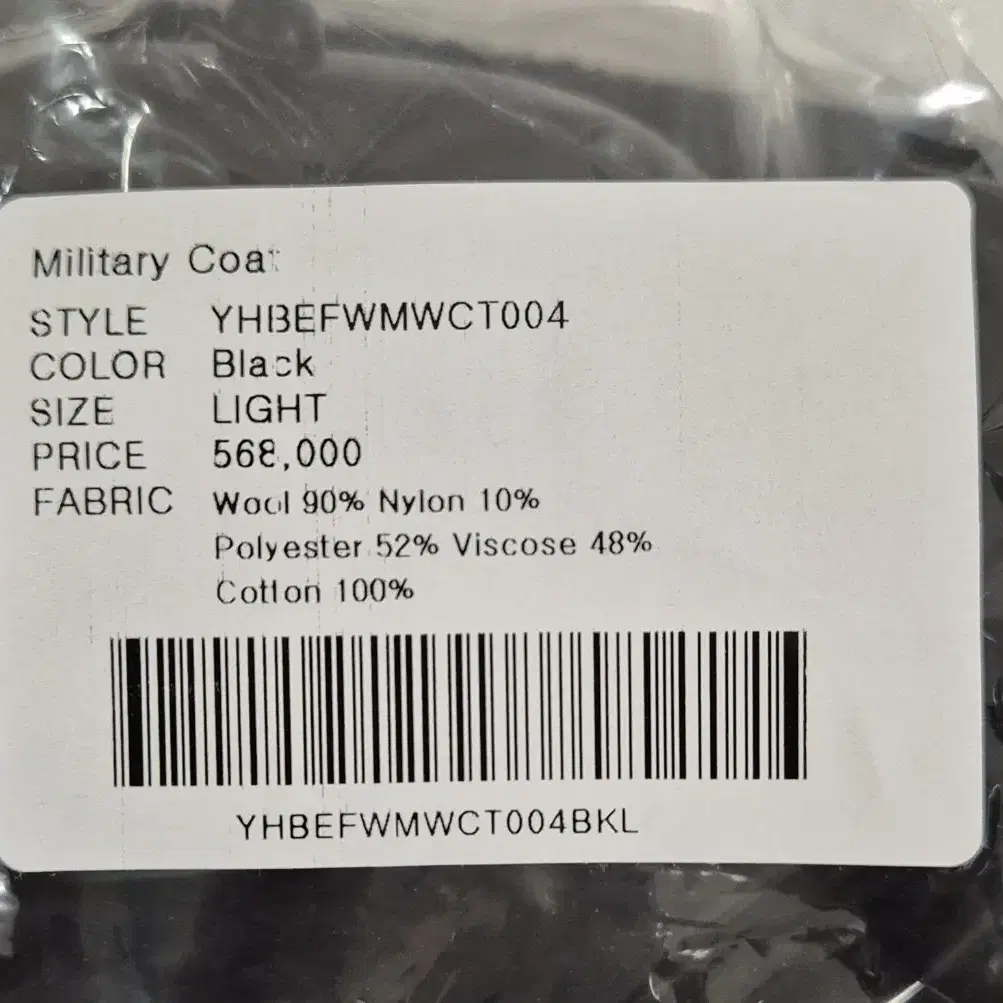 Military Coat
STYLE YHBEFWMWCT004
COLOR Black
SIZE LIGHT
PRICE 568,000
FABRIC Wool 90% Nylon 10%
Polyester 52% Viscose 48%
Cotton 100%
YHBEFWMWCT004BKL